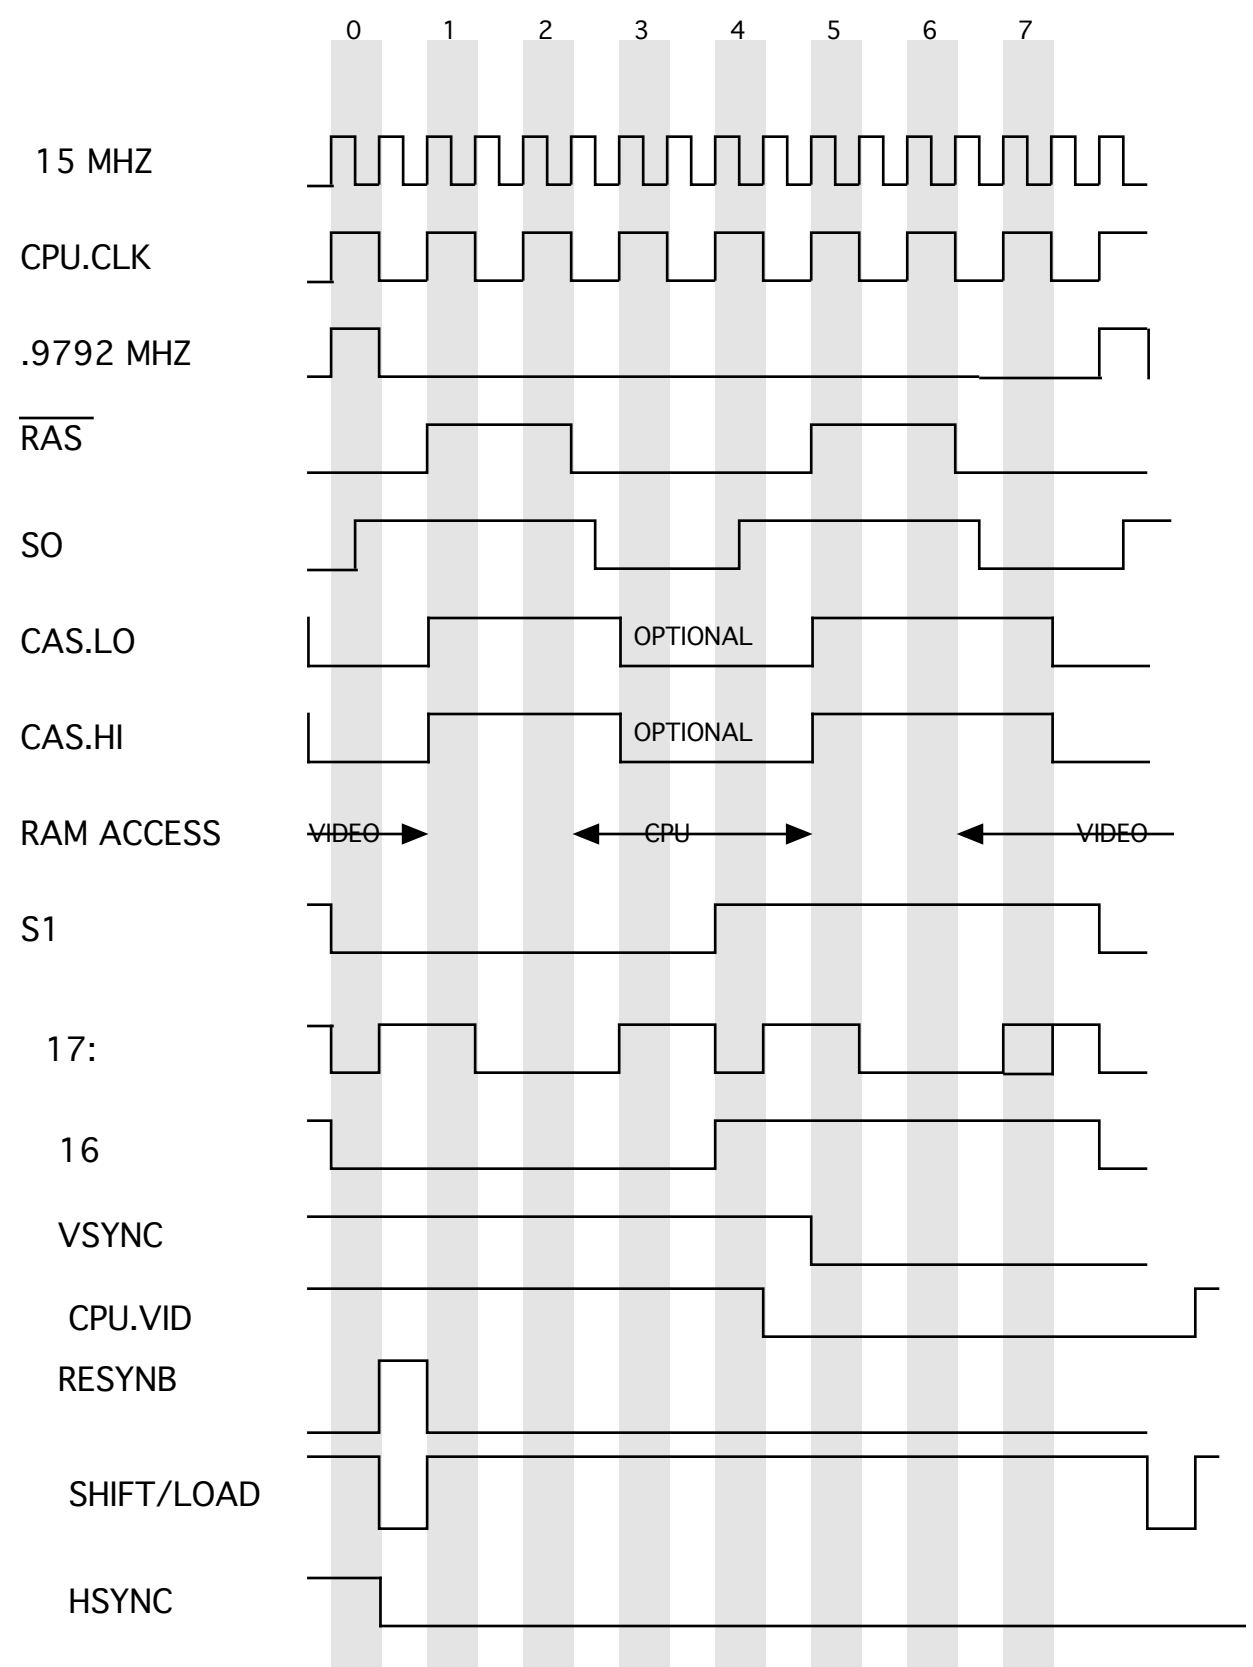 0 1 2 3 4 5 6 7
15 MHZ
CPU.CLK
.9792 MHZ
RAS
SO
CAS.LO OPTIONAL
CAS.HI OPTIONAL
RAM ACCESS VIDEO CPU VIDEO
S1
17:
16
VSYNC
CPU.VID
RESYNB
SHIFT/LOAD
HSYNC